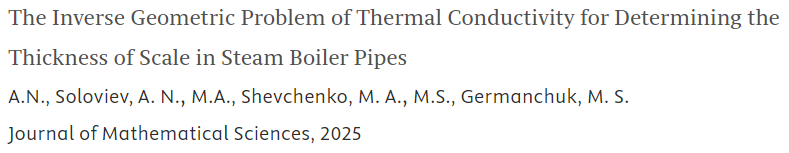 The Inverse Geometric Problem of Thermal Conductivity for Determining the
Thickness of Scale in Steam Boiler Pipes
A.N., Soloviev, A. N., M.A., Shevchenko, M. A., M.S., Germanchuk, M. S.
Journal of Mathematical Sciences, 2025